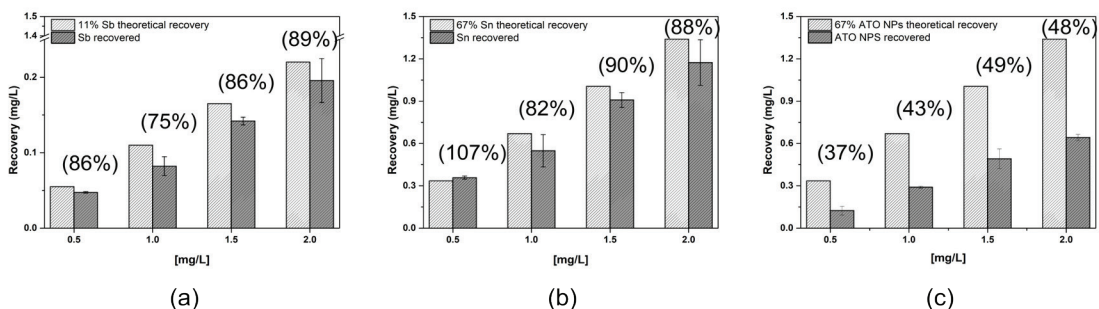 1.5
1.4
0.2
0.1
0.0
Recovery (mg/L)
11% Sb theoretical recovery
Sb recovered
(86%)
(75%)
(86%)
(89%)
0.5 1.0 1.5 2.0
[mg/L]
(a)
1.5
1.2
0.9
0.6
0.3
0.0
Recovery (mg/L)
67% Sn theoretical recovery
Sn recovered
(107%)
(82%)
(90%)
(88%)
0.5 1.0 1.5 2.0
[mg/L]
(b)
1.5
1.2
0.9
0.6
0.3
0.0
Recovery (mg/L)
67% ATO NPs theoretical recovery
ATO NPS recovered
(37%)
(43%)
(49%)
(48%)
0.5 1.0 1.5 2.0
[mg/L]
(c)